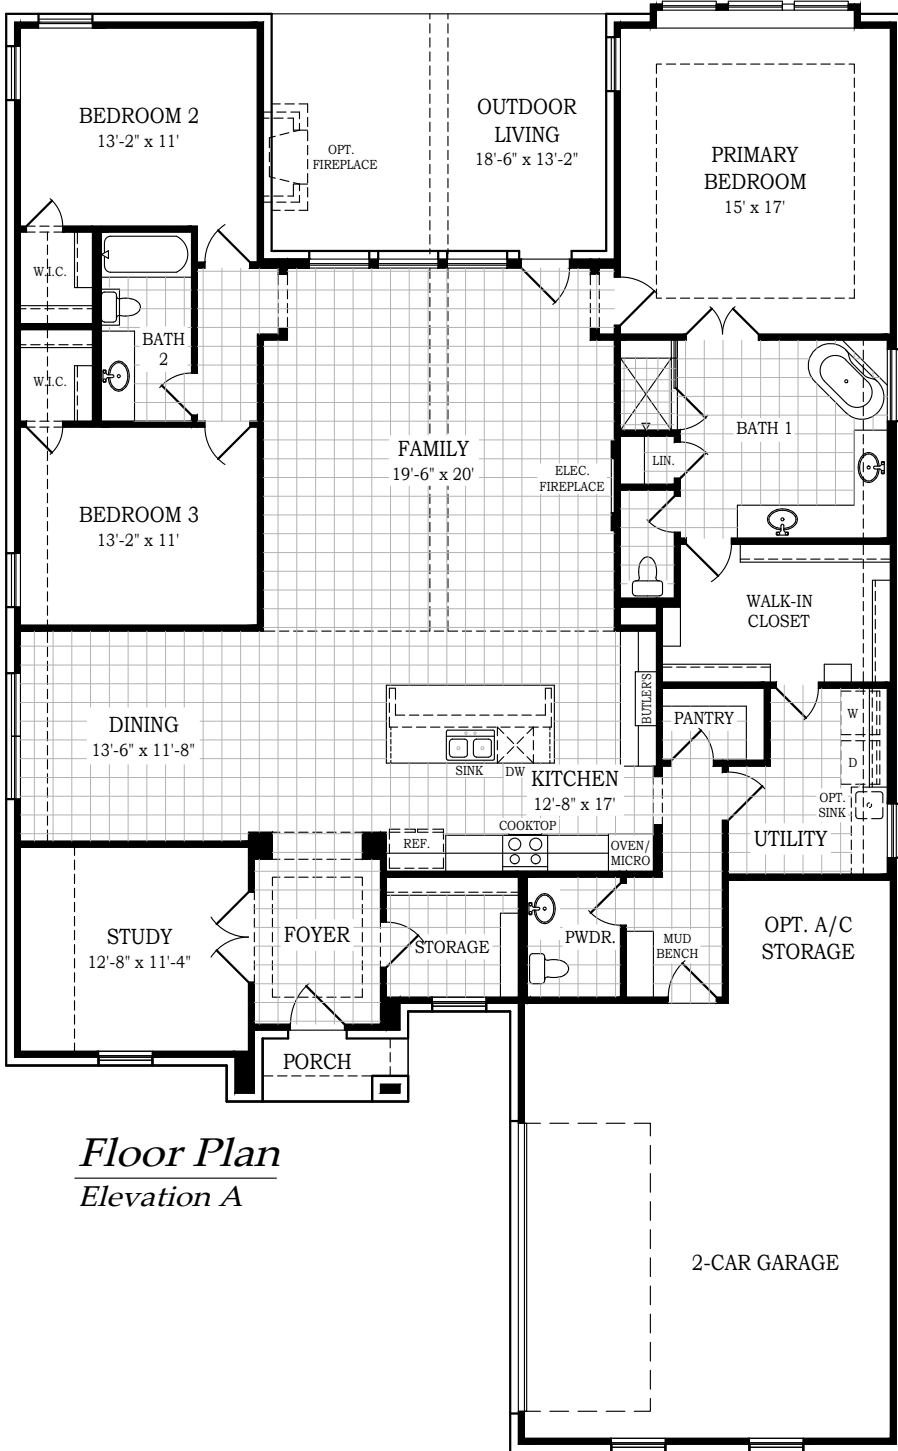 BEDROOM 2
13'-2" x 11'
OPT.
FIREPLACE
OUTDOOR
LIVING
18'-6" x 13'-2"
PRIMARY
BEDROOM
15' x 17'
W.I.C.
BATH
2
W.I.C.
FAMILY
19'-6" x 20'
ELEC.
FIREPLACE
BATH 1
LIN.
BEDROOM 3
13'-2" x 11'
WALK-IN
CLOSET
BUTLER'S
PANTRY
W
D
OPT.
SINK
UTILITY
DINING
13'-6" x 11'-8"
SINK
DW
KITCHEN
12'-8" x 17'
COOKTOP
REF.
OVEN/
MICRO
STUDY
12'-8" x 11'-4"
FOYER
STORAGE
PWDR.
MUD
BENCH
OPT. A/C
STORAGE
PORCH
Floor Plan
Elevation A
2-CAR GARAGE